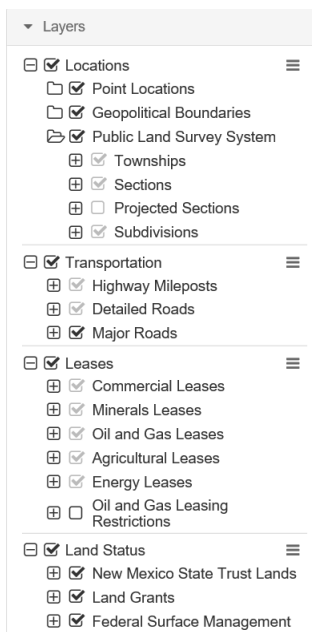 Layers
Locations
Point Locations
Geopolitical Boundaries
Public Land Survey System
Townships
Sections
Projected Sections
Subdivisions
Transportation
Highway Mileposts
Detailed Roads
Major Roads
Leases
Commercial Leases
Minerals Leases
Oil and Gas Leases
Agricultural Leases
Energy Leases
Oil and Gas Leasing
Restrictions
Land Status
New Mexico State Trust Lands
Land Grants
Federal Surface Management